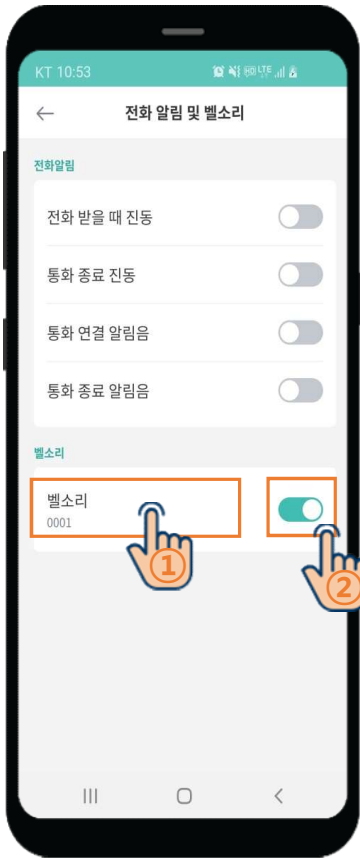 KT 10:53
전화 알림 및 벨소리
전화알림
전화 받을 때 진동
통화 종료 진동
통화 연결 알림음
통화 종료 알림음
벨소리
벨소리
0001
①
②